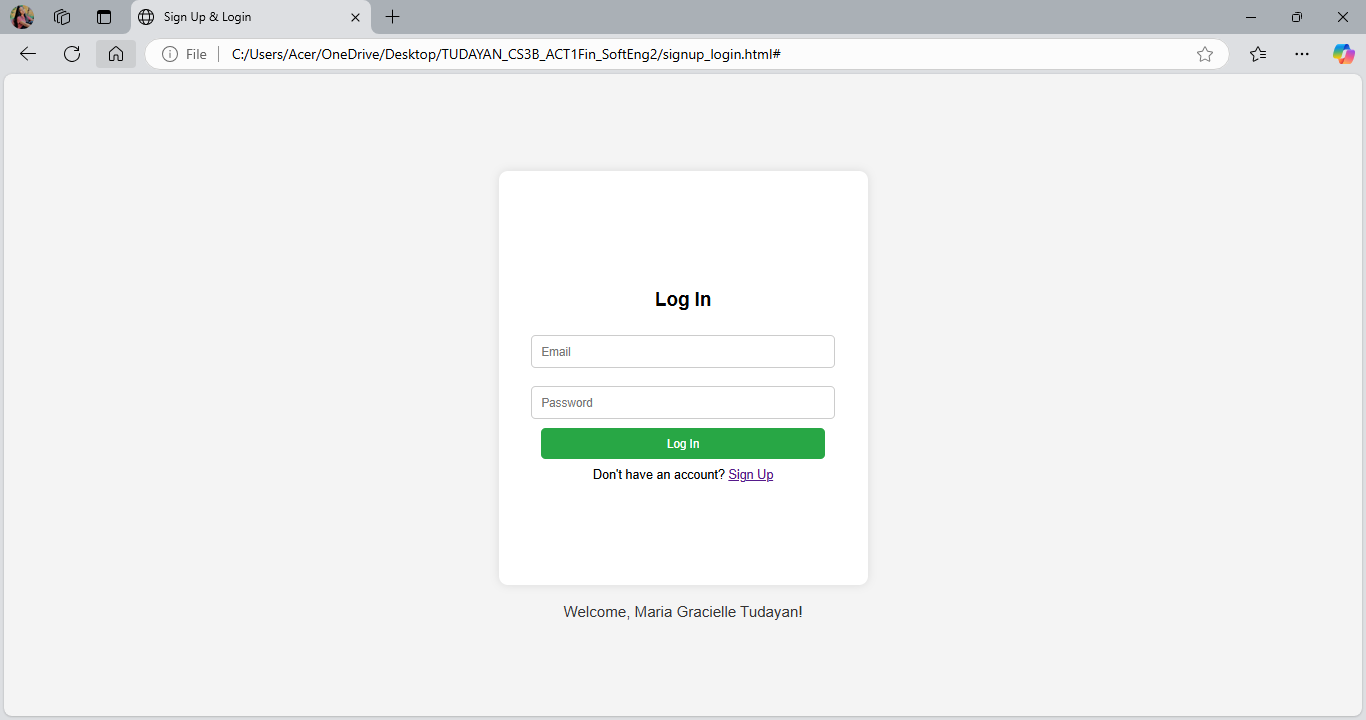 Sign Up & Login
File
C:/Users/Acer/OneDrive/Desktop/TUDAYAN_CS3B_ACT1Fin_SoftEng2/signup_login.html#
Log In
Email
Password
Log In
Don't have an account? Sign Up
Welcome, Maria Gracielle Tudayan!